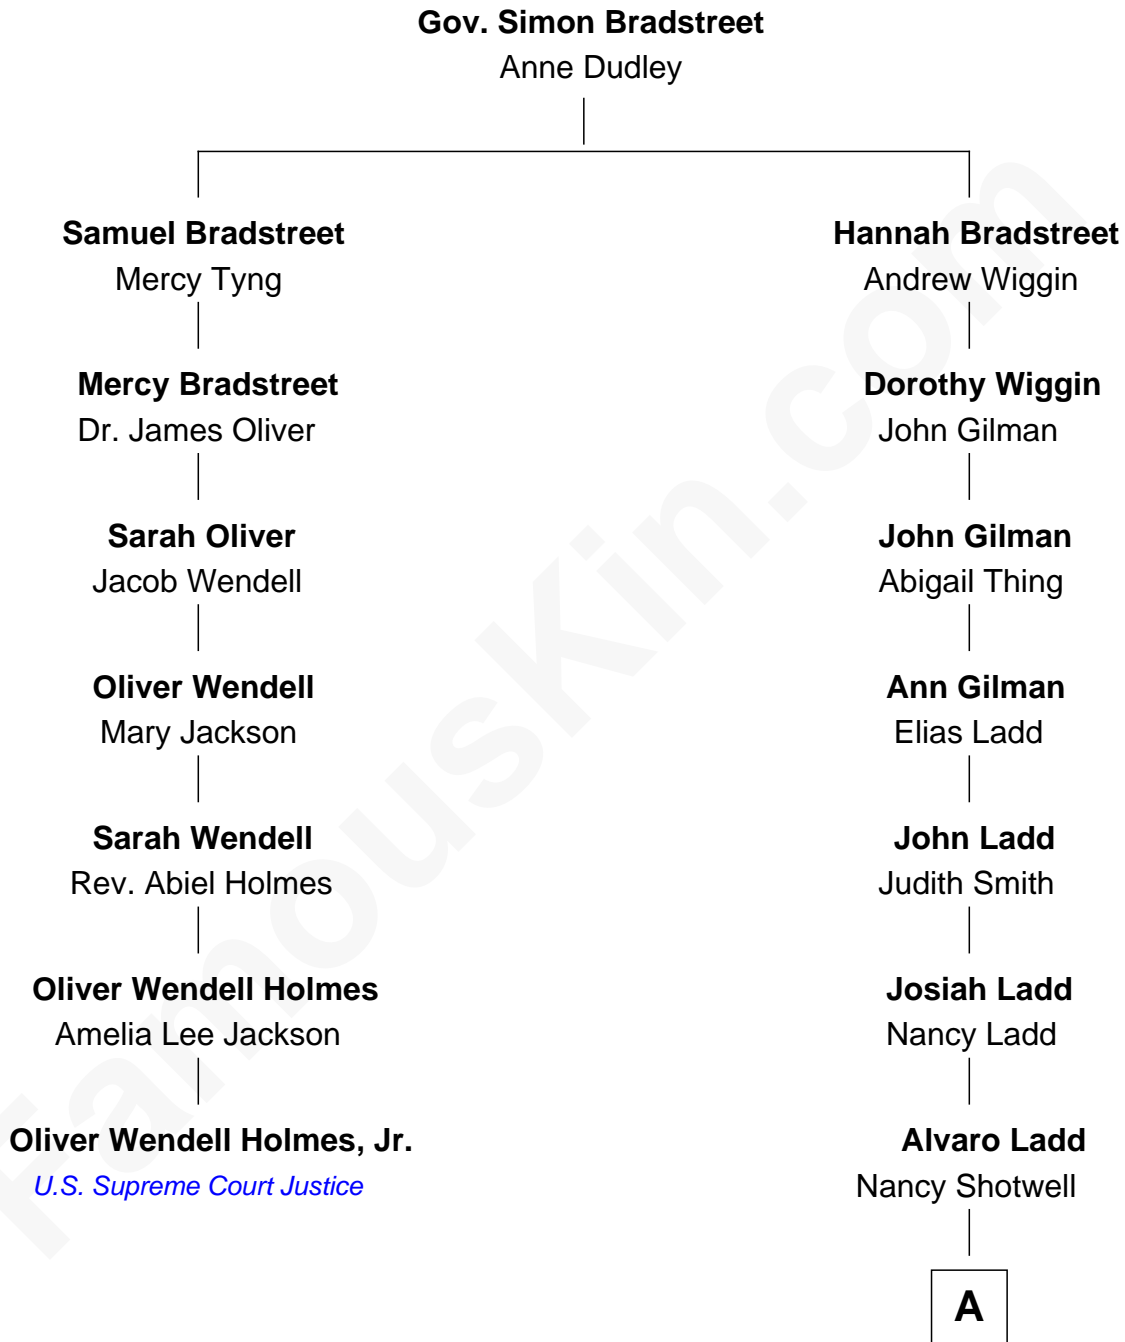 Gov. Simon Bradstreet
Anne Dudley
Samuel Bradstreet
Mercy Tyng
Hannah Bradstreet
Andrew Wiggin
Mercy Bradstreet
Dr. James Oliver
Dorothy Wiggin
John Gilman
Sarah Oliver
Jacob Wendell
John Gilman
Abigail Thing
Oliver Wendell
Mary Jackson
Ann Gilman
Elias Ladd
Sarah Wendell
Rev. Abiel Holmes
John Ladd
Judith Smith
Oliver Wendell Holmes
Amelia Lee Jackson
Josiah Ladd
Nancy Ladd
Oliver Wendell Holmes, Jr.
U.S. Supreme Court Justice
Alvaro Ladd
Nancy Shotwell
A
FamousKin.com